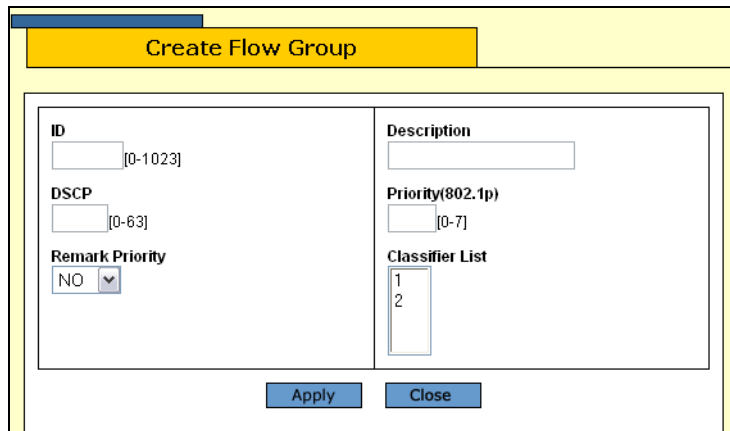 Create Flow Group
ID
[0-1023]
Description
DSCP
[0-63]
Priority(802.1p)
[0-7]
Remark Priority
NO
Classifier List
1
2
Apply
Close